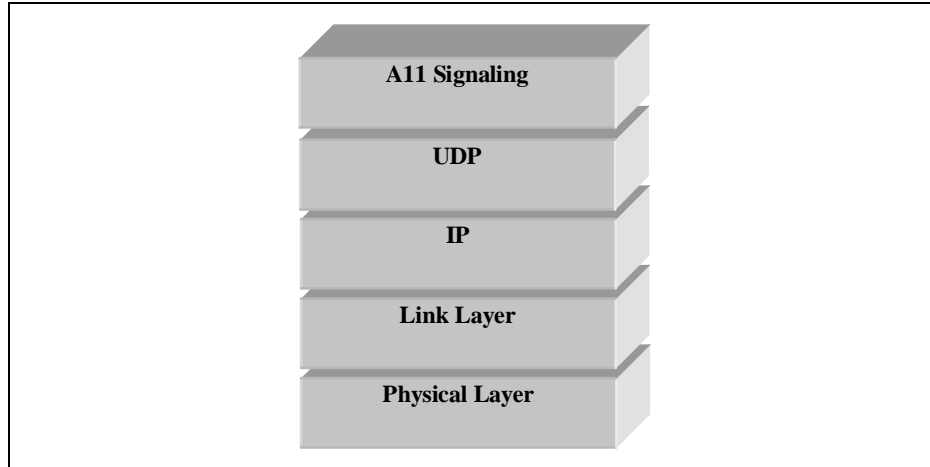 A11 Signaling
UDP
IP
Link Layer
Physical Layer